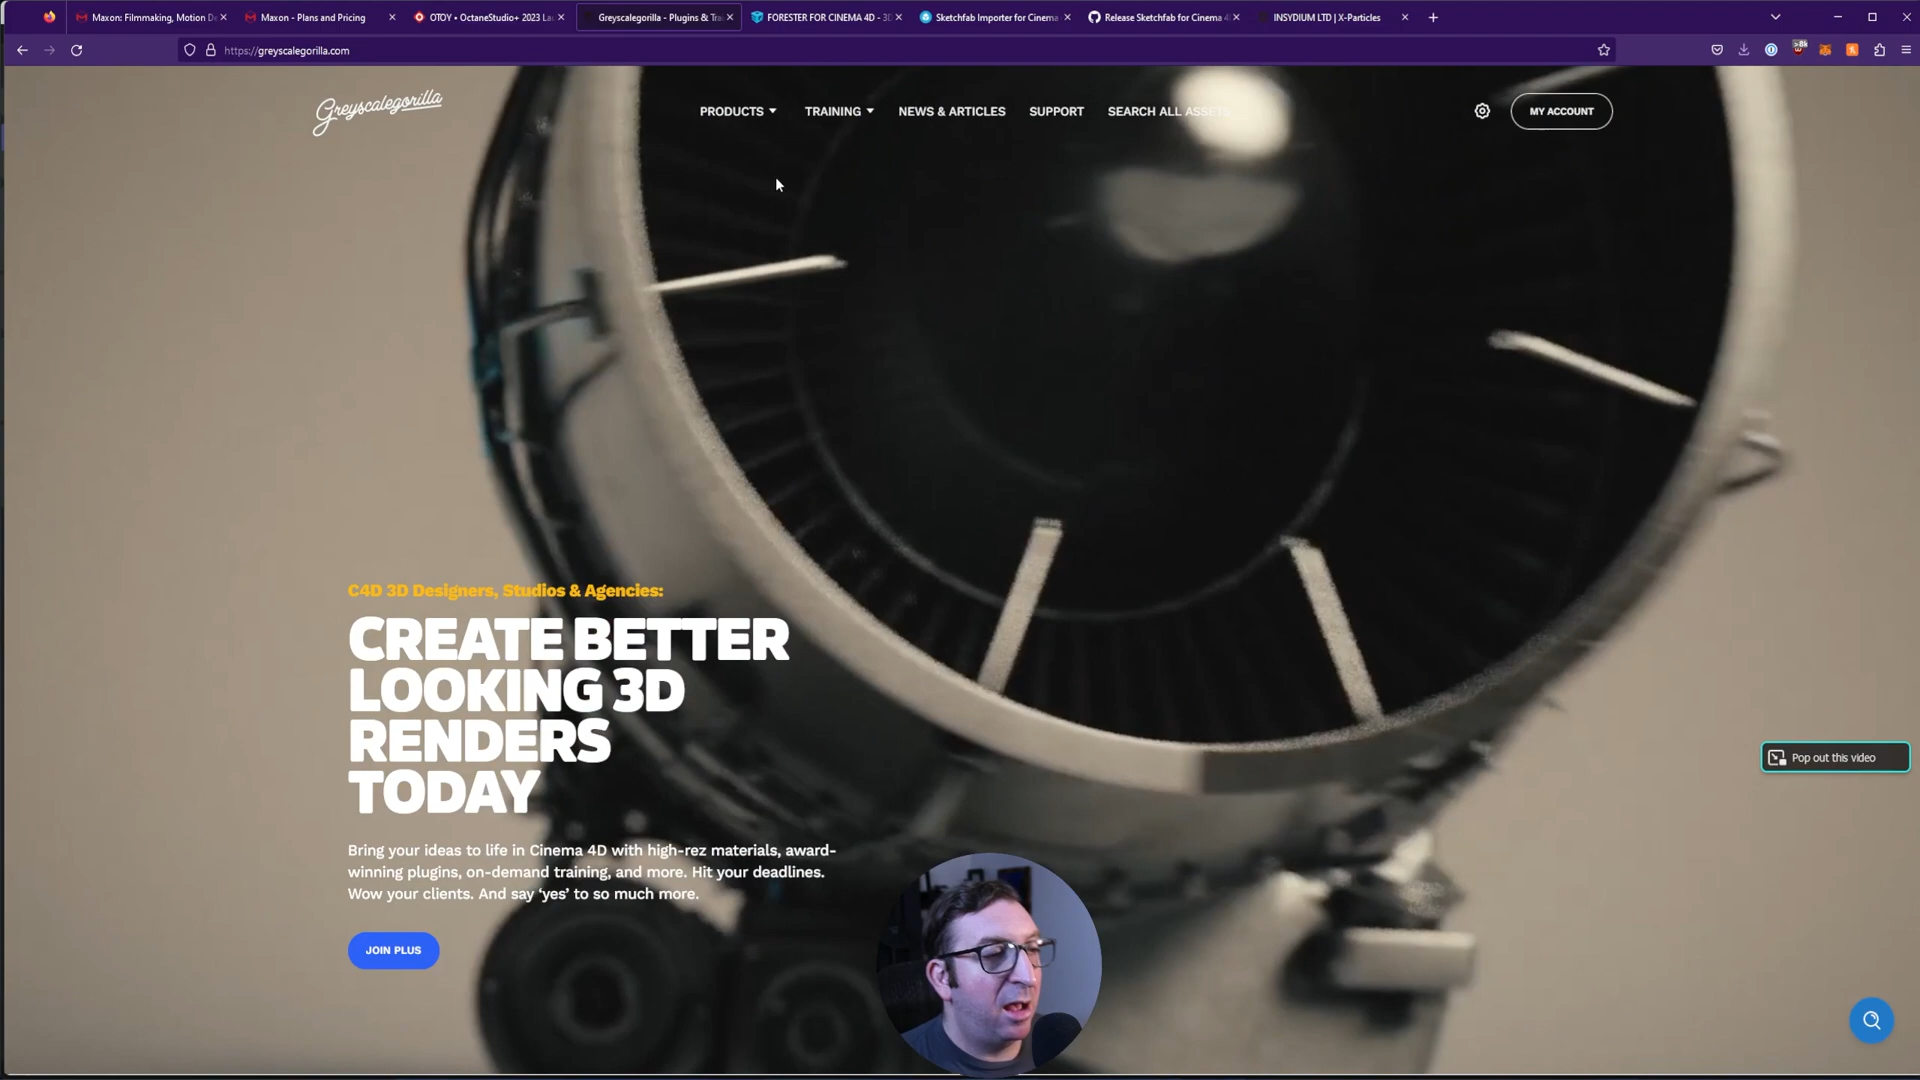 Maxon: Filmmaking, Motion De
Maxon - Plans and Pricing
OTOY • OctaneStudio+ 2023 Lau
Greyscalegorilla - Plugins & Trai
FORESTER FOR CINEMA 4D - 3D
Sketchfab Importer for Cinema
Release Sketchfab for Cinema 4
INSYDIUM LTD | X-Particles
https://greyscalegorilla.com
>8k
Greyscalegorilla
PRODUCTS
TRAINING
NEWS & ARTICLES
SUPPORT
SEARCH ALL ASSETS
MY ACCOUNT
C4D 3D Designers, Studios & Agencies:
CREATE BETTER
LOOKING 3D
RENDERS
TODAY
Pop out this video
Bring your ideas to life in Cinema 4D with high-rez materials, award-
winning plugins, on-demand training, and more. Hit your deadlines.
Wow your clients. And say ‘yes’ to so much more.
JOIN PLUS